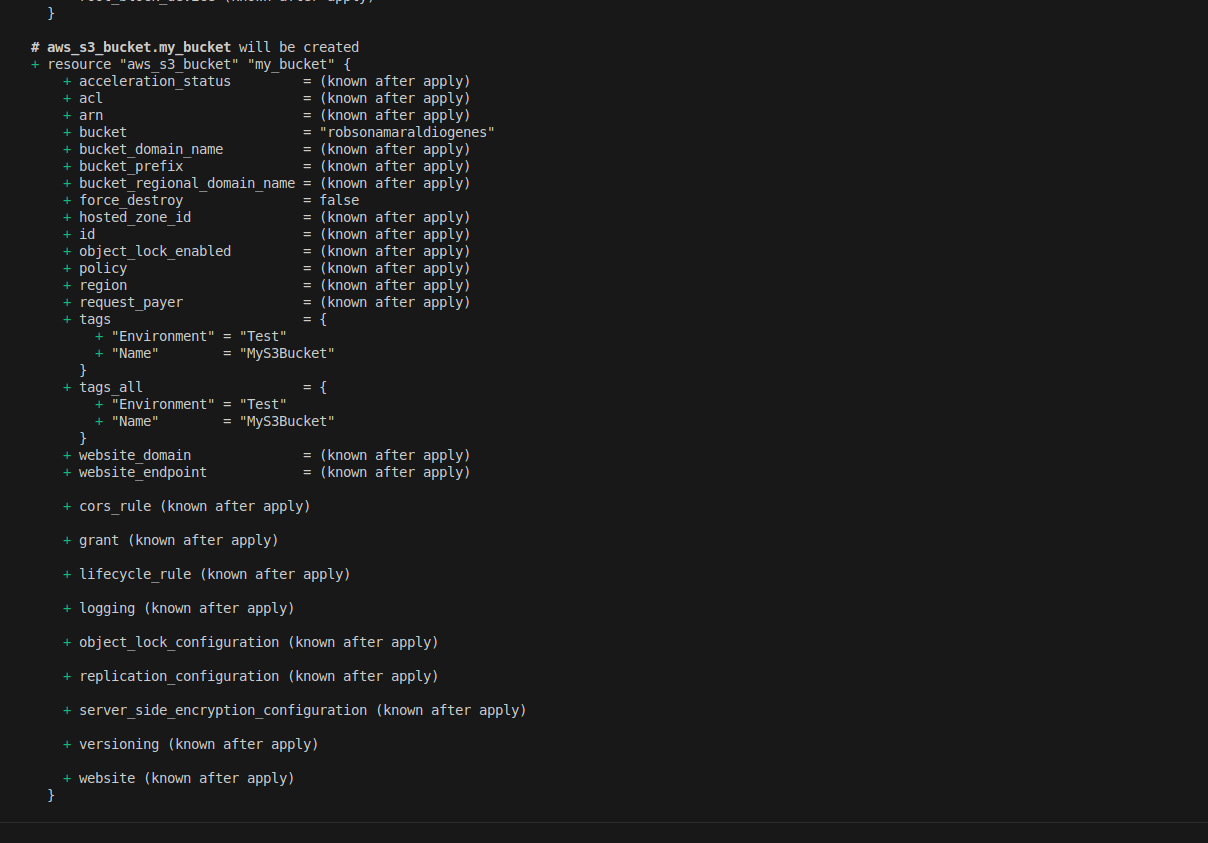 }
# aws_s3_bucket.my_bucket will be created
+ resource "aws_s3_bucket" "my_bucket" {
+ acceleration_status = (known after apply)
+ acl = (known after apply)
+ arn = (known after apply)
+ bucket = "robsonamaraldiogenes"
+ bucket_domain_name = (known after apply)
+ bucket_prefix = (known after apply)
+ bucket_regional_domain_name = (known after apply)
+ force_destroy = false
+ hosted_zone_id = (known after apply)
+ id = (known after apply)
+ object_lock_enabled = (known after apply)
+ policy = (known after apply)
+ region = (known after apply)
+ request_payer = (known after apply)
+ tags = {
+ "Environment" = "Test"
+ "Name" = "MyS3Bucket"
}
+ tags_all = {
+ "Environment" = "Test"
+ "Name" = "MyS3Bucket"
}
+ website_domain = (known after apply)
+ website_endpoint = (known after apply)
+ cors_rule (known after apply)
+ grant (known after apply)
+ lifecycle_rule (known after apply)
+ logging (known after apply)
+ object_lock_configuration (known after apply)
+ replication_configuration (known after apply)
+ server_side_encryption_configuration (known after apply)
+ versioning (known after apply)
+ website (known after apply)
}